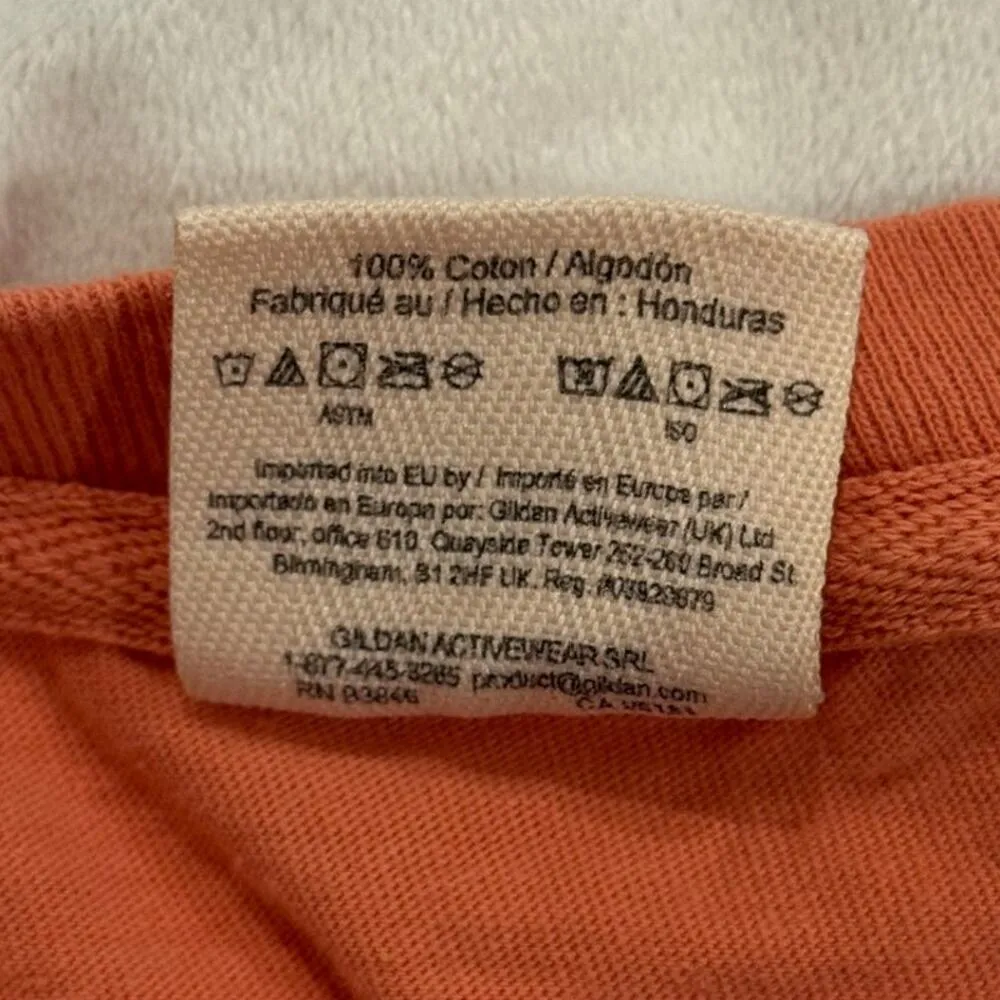 100% Coton / Algodón
Fabriqué au / Hecho en : Honduras
ASTM
ISO
Imported into EU by / Importé en Europe par /
Importado en Europa por: Gildan Activewear (UK) Ltd
2nd floor, office 610, Quayside Tower 252-260 Broad St.
Birmingham, B1 2HF UK. Reg.
GILDAN ACTIVEWEAR SRL
1-877-445-3265 product@gildan.com
RN 93846
CA